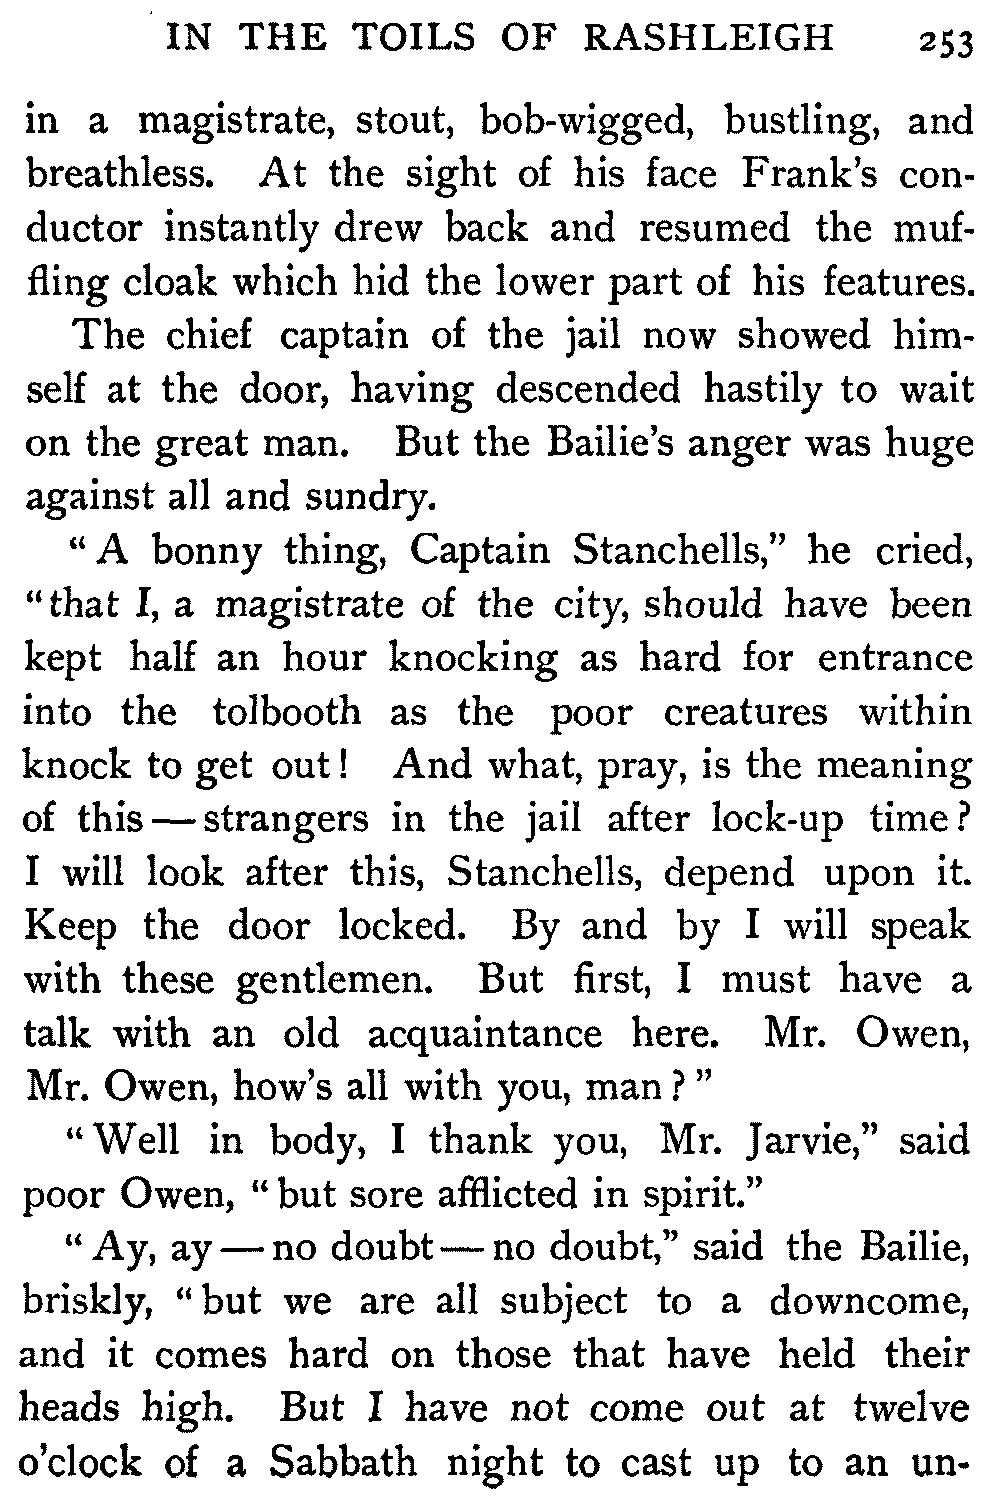 IN THE TOILS OF RASHLEIGH 253
in a magistrate, stout, bob-wigged, bustling, and
breathless. At the sight of his face Frank's con-
ductor instantly drew back and resumed the muf-
fling cloak which hid the lower part of his features.
The chief captain of the jail now showed him-
self at the door, having descended hastily to wait
on the great man. But the Bailie's anger was huge
against all and sundry.
“A bonny thing, Captain Stanchells,” he cried,
“that I, a magistrate of the city, should have been
kept half an hour knocking as hard for entrance
into the tolbooth as the poor creatures within
knock to get out! And what, pray, is the meaning
of this—strangers in the jail after lock-up time?
I will look after this, Stanchells, depend upon it.
Keep the door locked. By and by I will speak
with these gentlemen. But first, I must have a
talk with an old acquaintance here. Mr. Owen,
Mr. Owen, how's all with you, man?”
“Well in body, I thank you, Mr. Jarvie,” said
poor Owen, “but sore afflicted in spirit.”
“Ay, ay—no doubt—no doubt,” said the Bailie,
briskly, “but we are all subject to a downcome,
and it comes hard on those that have held their
heads high. But I have not come out at twelve
o'clock of a Sabbath night to cast up to an un-